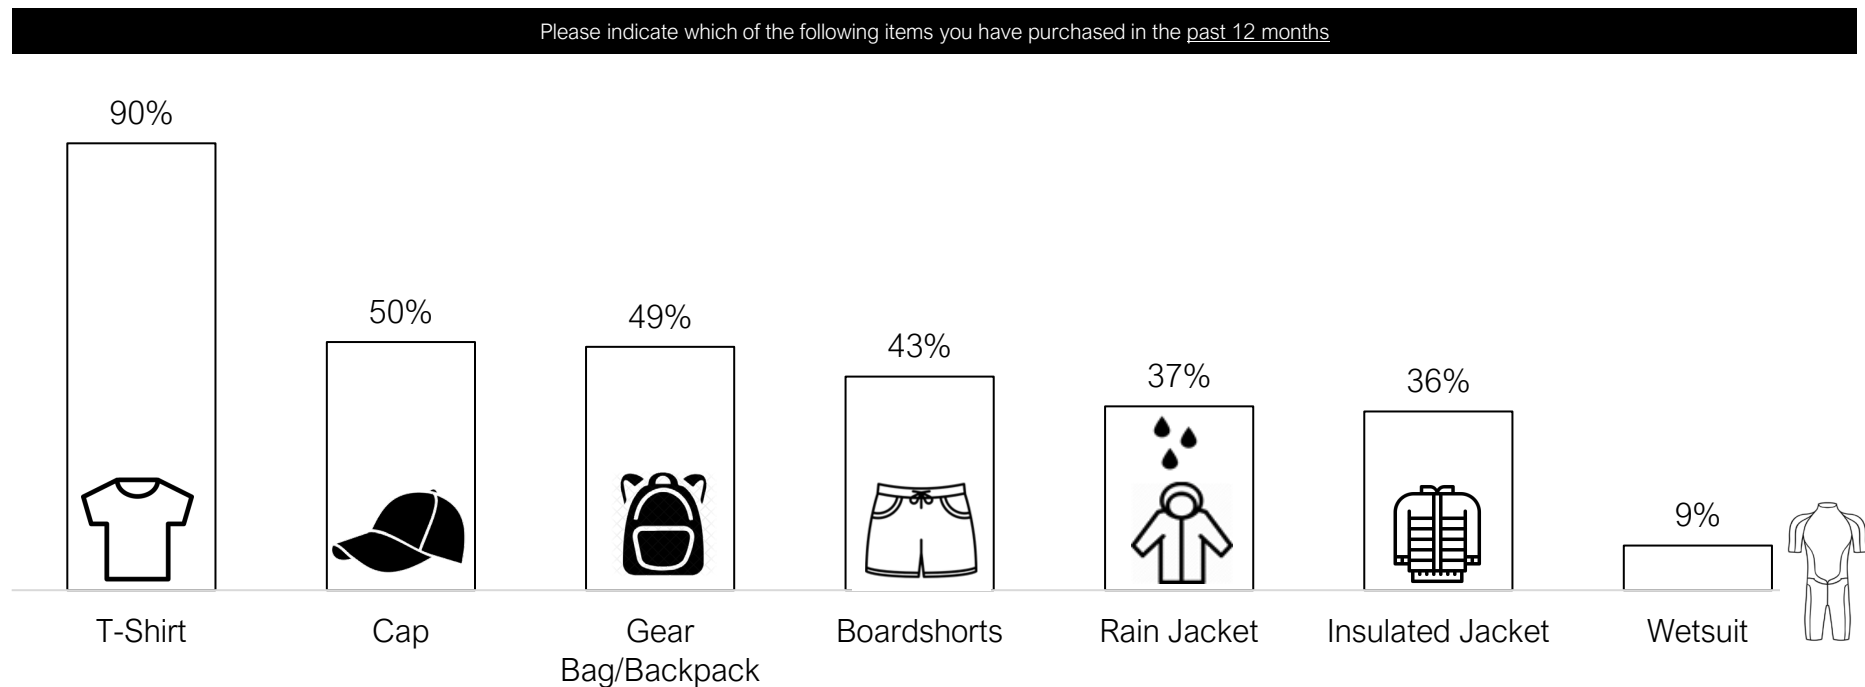 Please indicate which of the following items you have purchased in the past 12 months
90%
50%
49%
43%
37%
36%
9%
T-Shirt
Cap
Gear
Bag/Backpack
Boardshorts
Rain Jacket
Insulated Jacket
Wetsuit